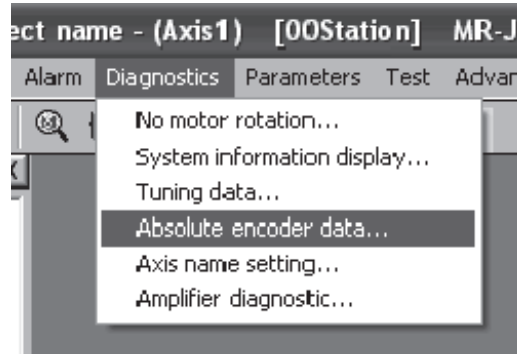 ect name - (Axis1) [00Station] MR-J
Alarm Diagnostics Parameters Test Advan
No motor rotation...
System information display...
Tuning data...
Absolute encoder data...
Axis name setting...
Amplifier diagnostic...